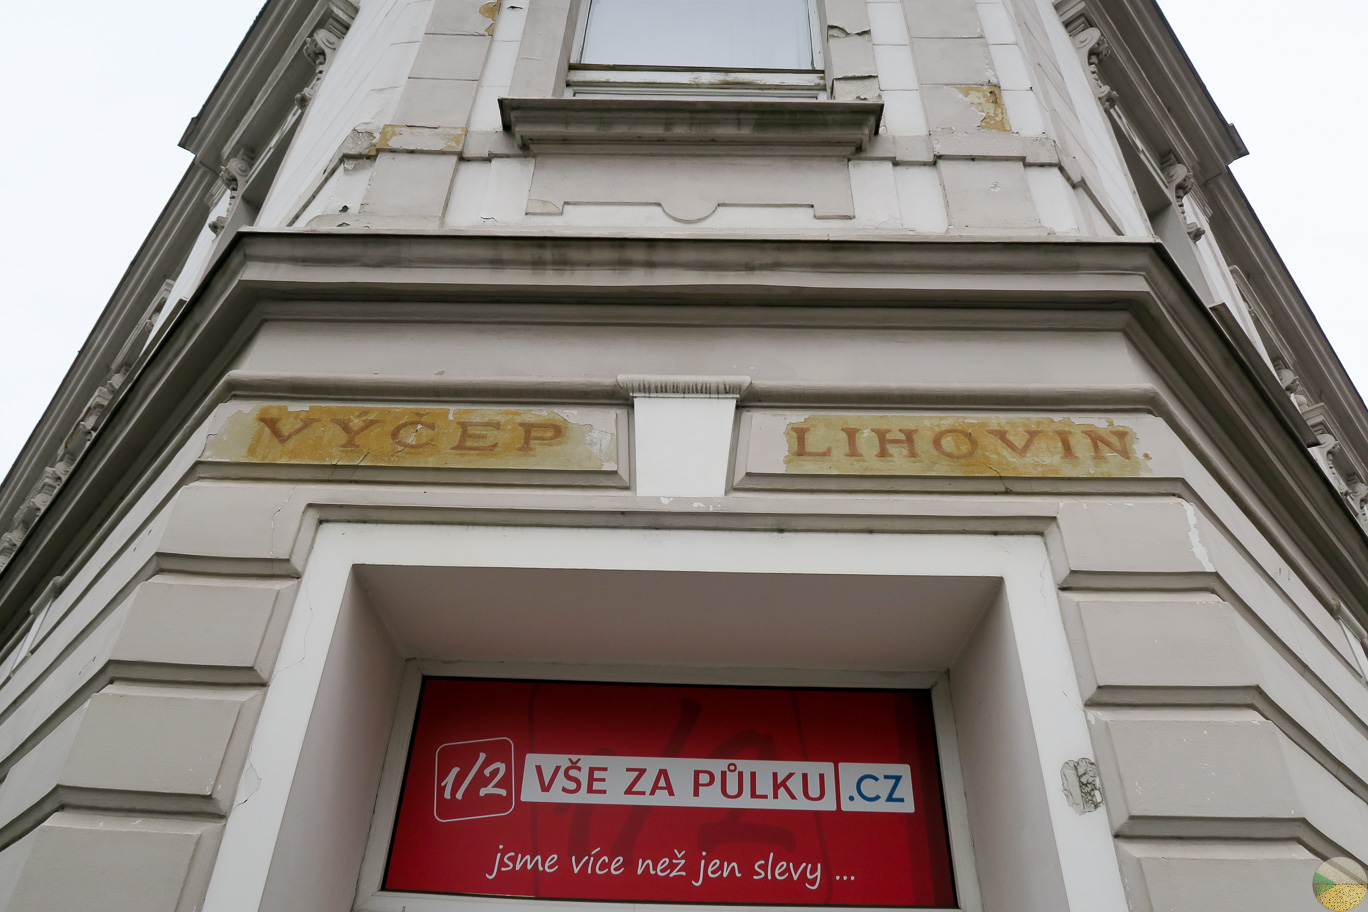 VÝČEP LIHOVIN.
1/2 VŠE ZA PŮLKU .CZ
jsme více než jen slevy ...